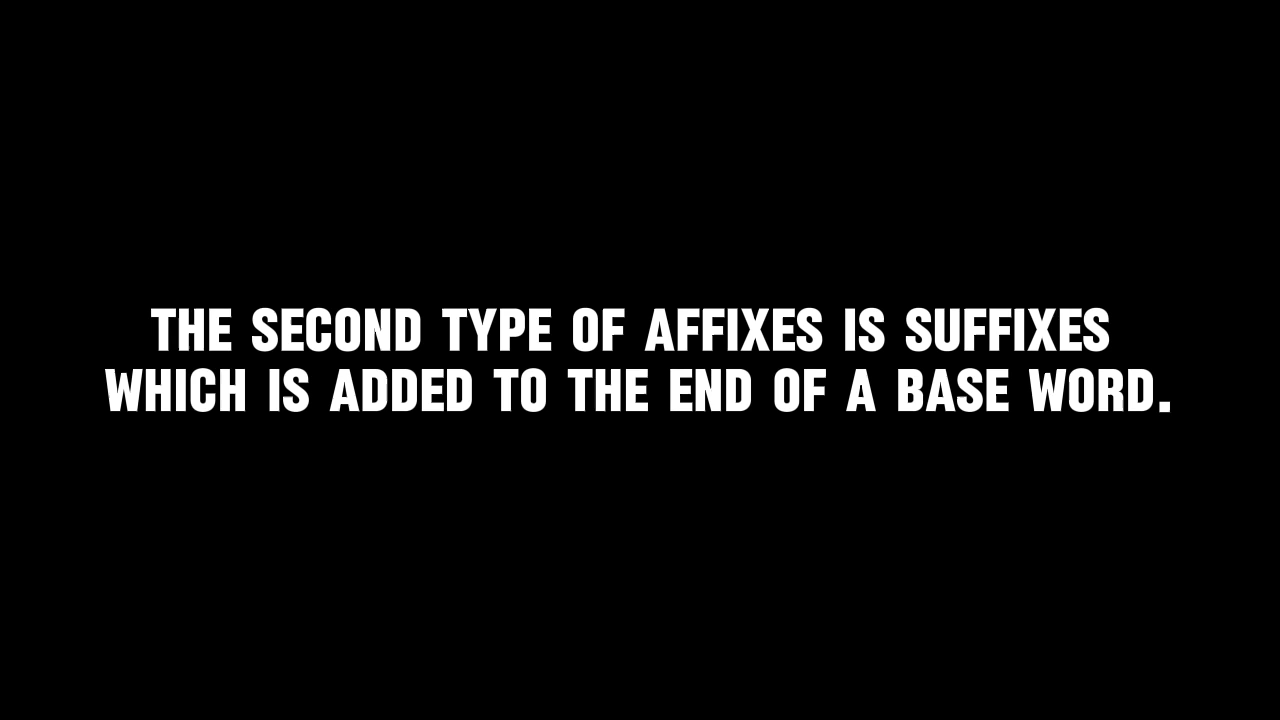 THE SECOND TYPE OF AFFIXES IS SUFFIXES
WHICH IS ADDED TO THE END OF A BASE WORD.